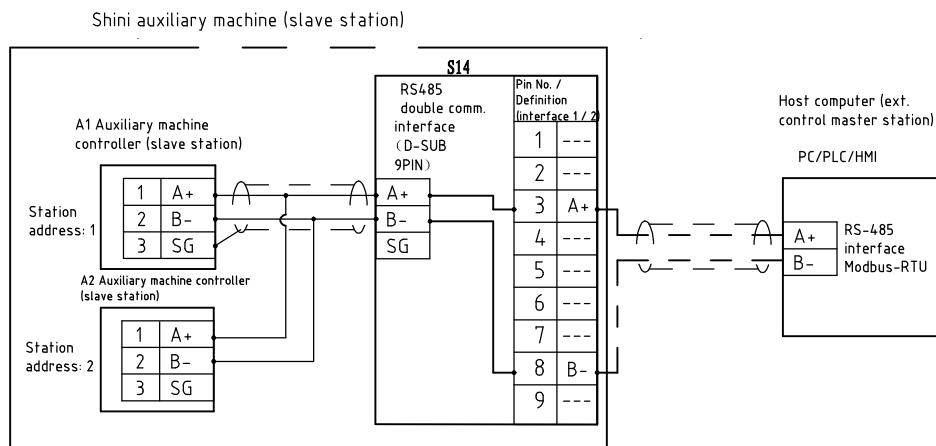 Shini auxiliary machine (slave station)
S14
RS485
double comm.
interface
(D-SUB
9PIN)
Pin No. /
Definition
(interface 1 / 2)
A1 Auxiliary machine
controller (slave station)
Station
address: 1
1 A+
2 B-
3 SG
A2 Auxiliary machine controller
(slave station)
Station
address: 2
1 A+
2 B-
3 SG
A+
B-
SG
1 ---
2 ---
3 A+
4 ---
5 ---
6 ---
7 ---
8 B-
9 ---
Host computer (ext.
control master station)
PC/PLC/HMI
A+
B-
RS-485
interface
Modbus-RTU